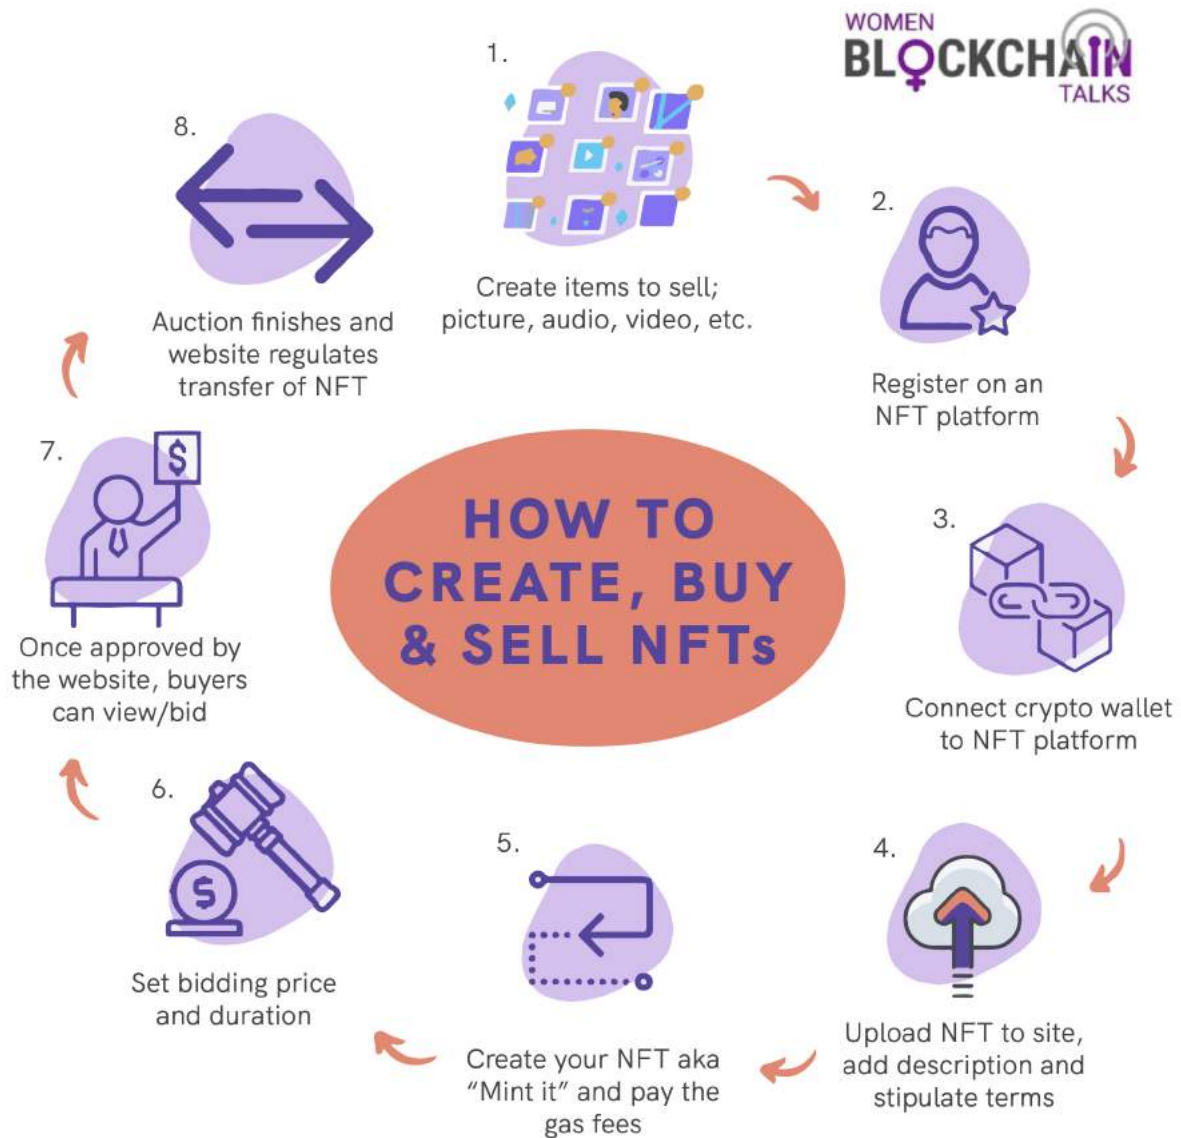 WOMEN
BLOCKCHAIN
TALKS
1.
Create items to sell;
picture, audio, video, etc.
2.
Register on an
NFT platform
3.
Connect crypto wallet
to NFT platform
4.
Upload NFT to site,
add description and
stipulate terms
5.
Create your NFT aka
“Mint it” and pay the
gas fees
6.
$
Set bidding price
and duration
7.
$
Once approved by
the website, buyers
can view/bid
8.
Auction finishes and
website regulates
transfer of NFT
HOW TO
CREATE, BUY
& SELL NFTs